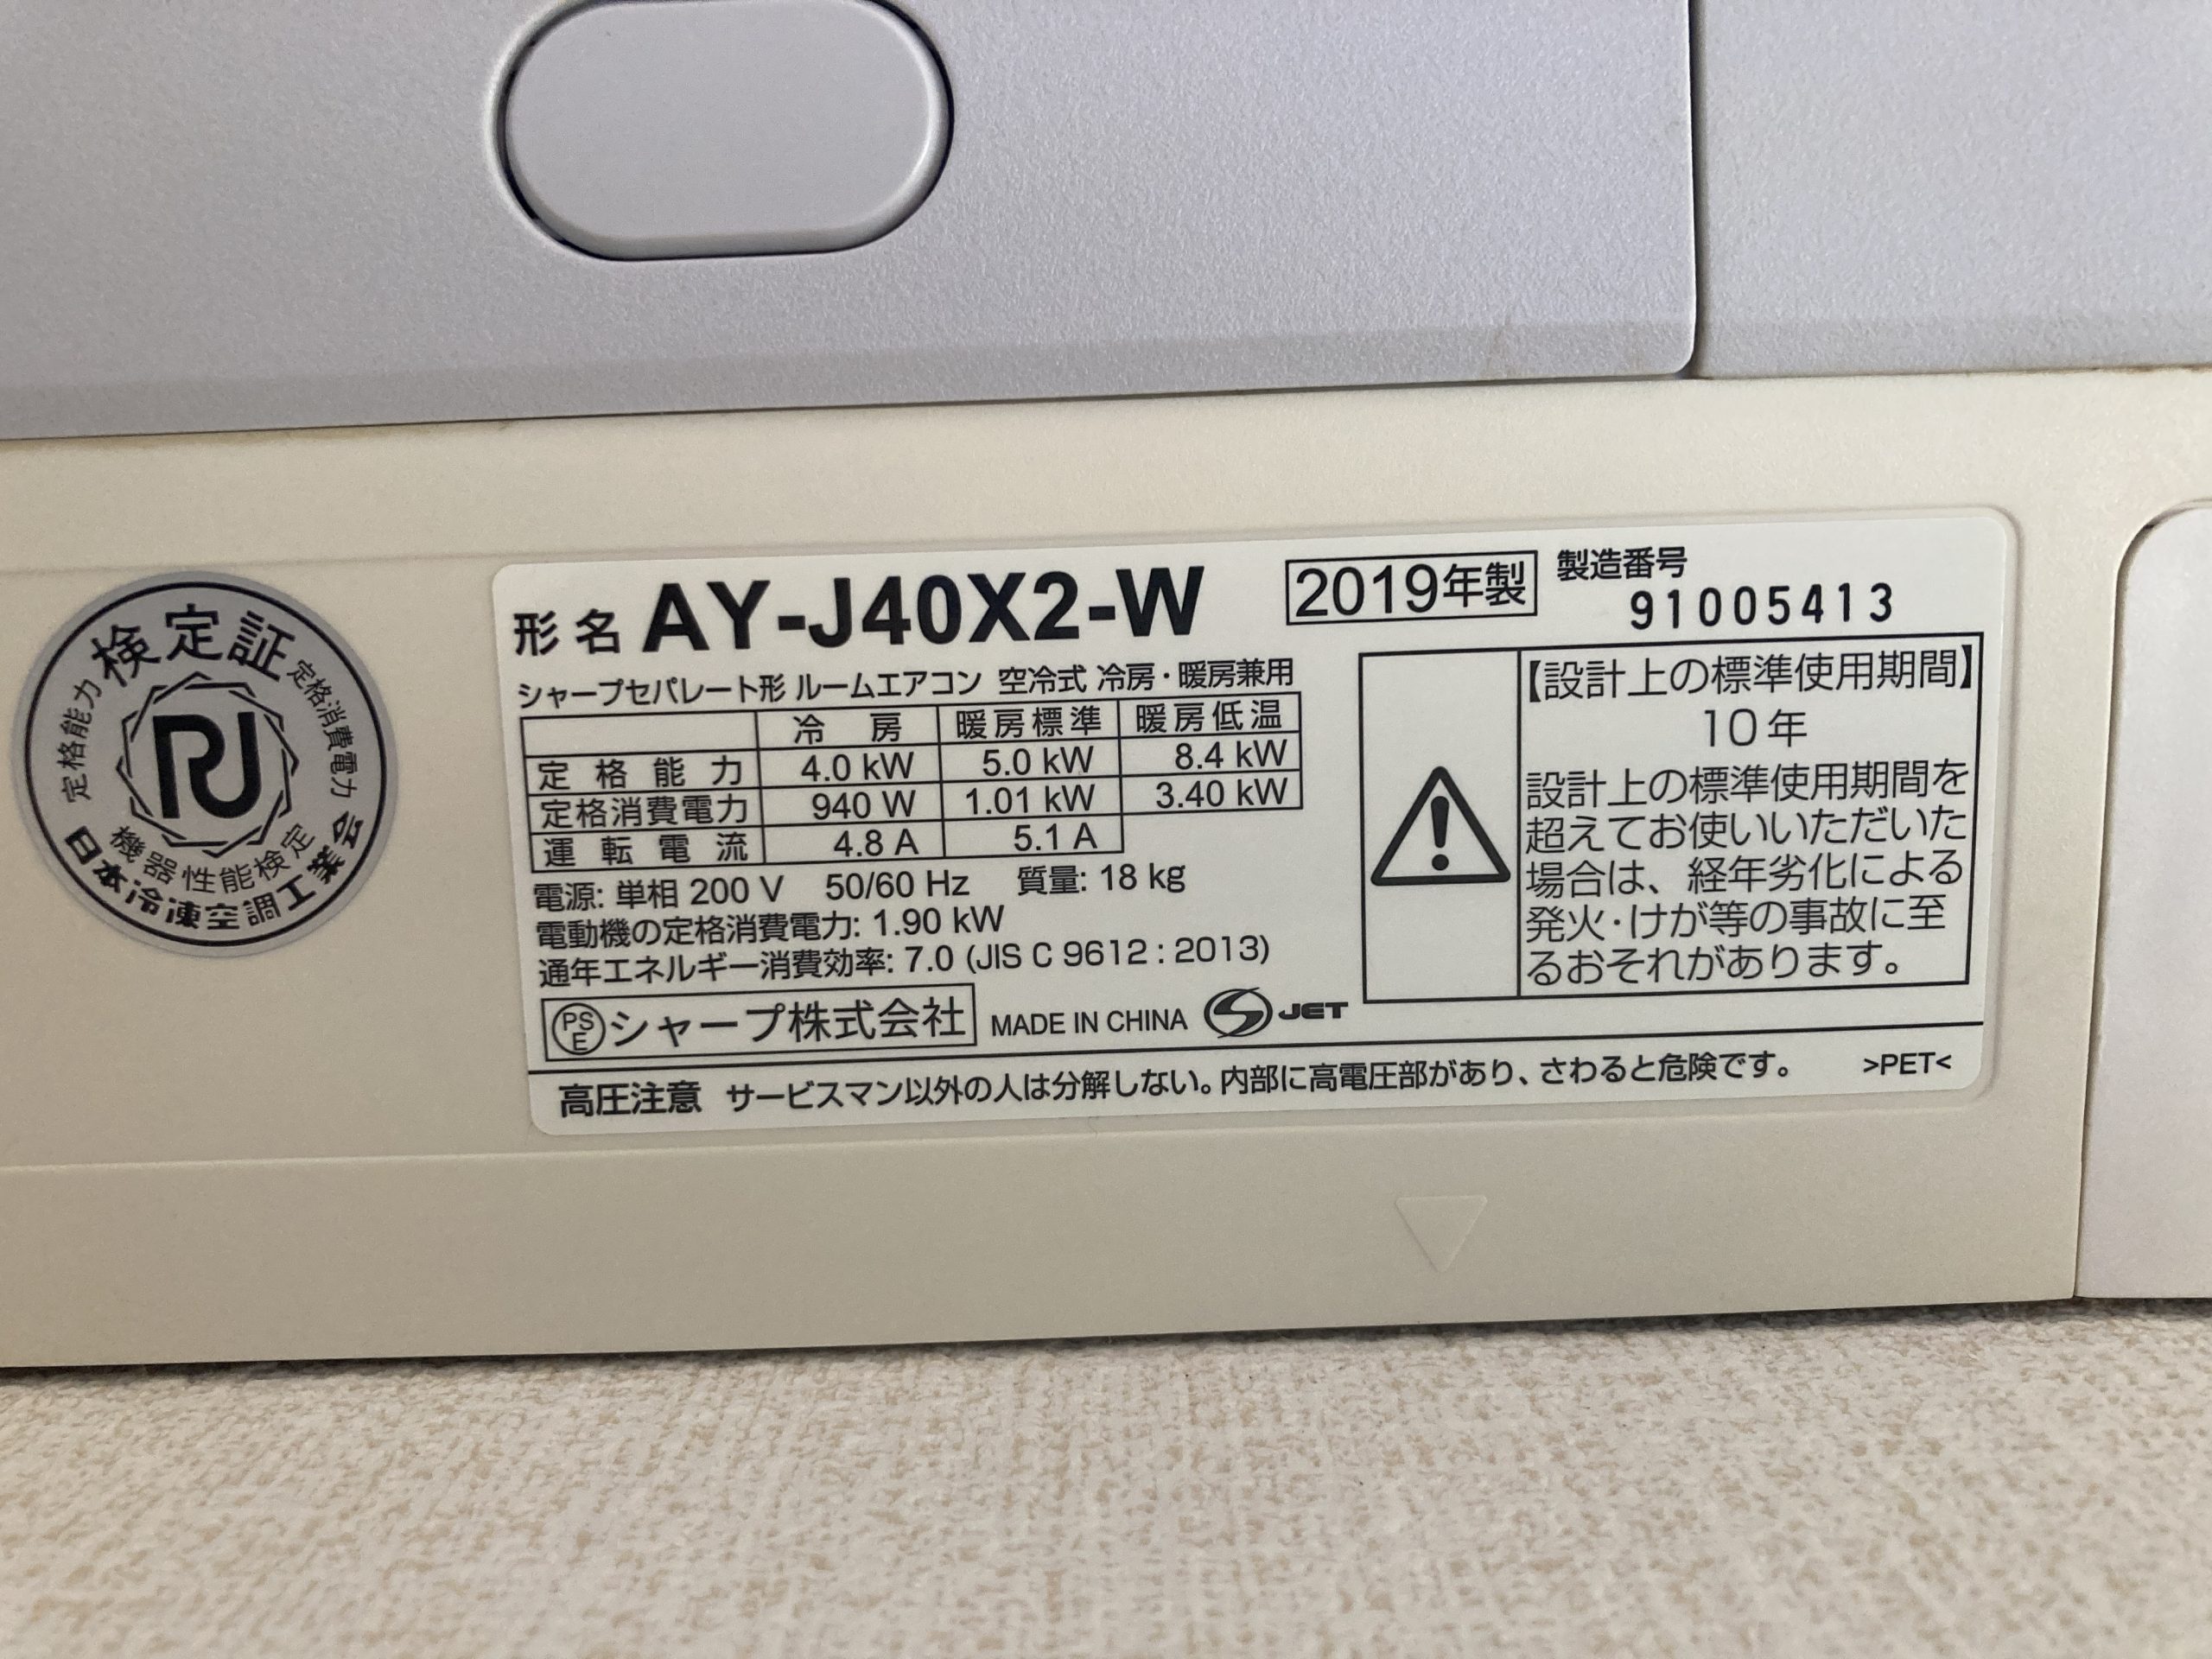 検定証
定格能力
定格消費電力
機器性能検定
日本冷凍空調工業会
形名 AY-J40X2-W
2019年製
製造番号
91005413
シャープセパレート形 ルームエアコン 空冷式 冷房・暖房兼用
冷房 暖房標準 暖房低温
定格能力 4.0 kW 5.0 kW 8.4 kW
定格消費電力 940 W 1.01 kW 3.40 kW
運転電流 4.8 A 5.1 A
電源: 単相 200 V 50/60 Hz 質量: 18 kg
電動機の定格消費電力: 1.90 kW
通年エネルギー消費効率: 7.0 (JIS C 9612 : 2013)
PSE シャープ株式会社 MADE IN CHINA S JET
【設計上の標準使用期間】
10年
設計上の標準使用期間を
超えてお使いいただいた
場合は、経年劣化による
発火・けが等の事故に至
るおそれがあります。
高圧注意 サービスマン以外の人は分解しない。内部に高電圧部があり、さわると危険です。 >PET<